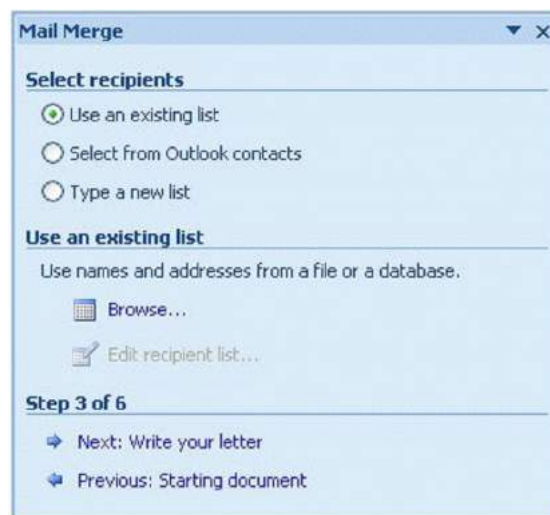 Mail Merge
Select recipients
Use an existing list
Select from Outlook contacts
Type a new list
Use an existing list
Use names and addresses from a file or a database.
Browse...
Edit recipient list...
Step 3 of 6
Next: Write your letter
Previous: Starting document